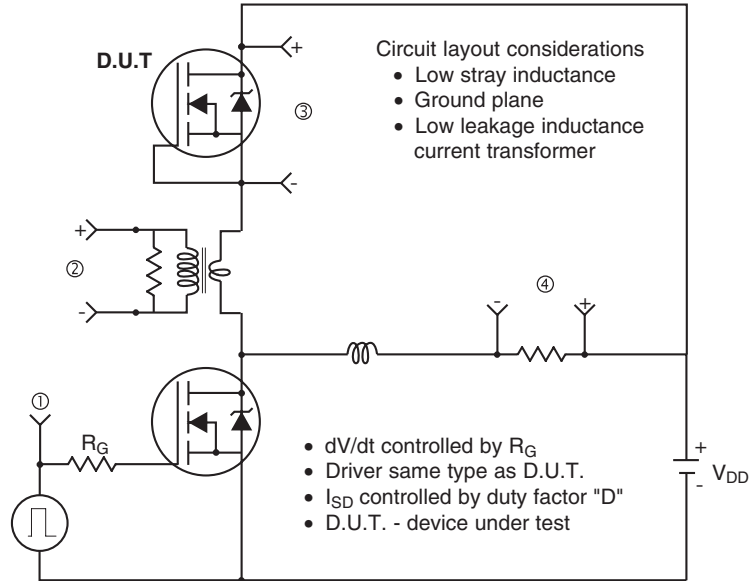 D.U.T
+
Circuit layout considerations
• Low stray inductance
• Ground plane
• Low leakage inductance
current transformer
③
-
+
②
-
④
-
+
①
R_G
• dV/dt controlled by R_G
• Driver same type as D.U.T.
• I_SD controlled by duty factor "D"
• D.U.T. - device under test
+
V_DD
-